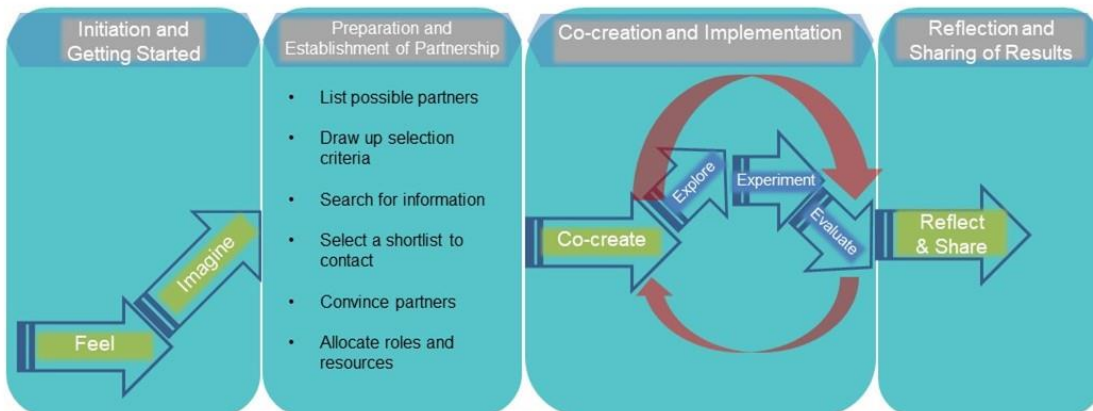 Initiation and
Getting Started
Feel
Imagine
Preparation and
Establishment of Partnership
• List possible partners
• Draw up selection
criteria
• Search for information
• Select a shortlist to
contact
• Convince partners
• Allocate roles and
resources
Co-creation and Implementation
Co-create
Explore
Experiment
Evaluate
Reflection and
Sharing of Results
Reflect
& Share